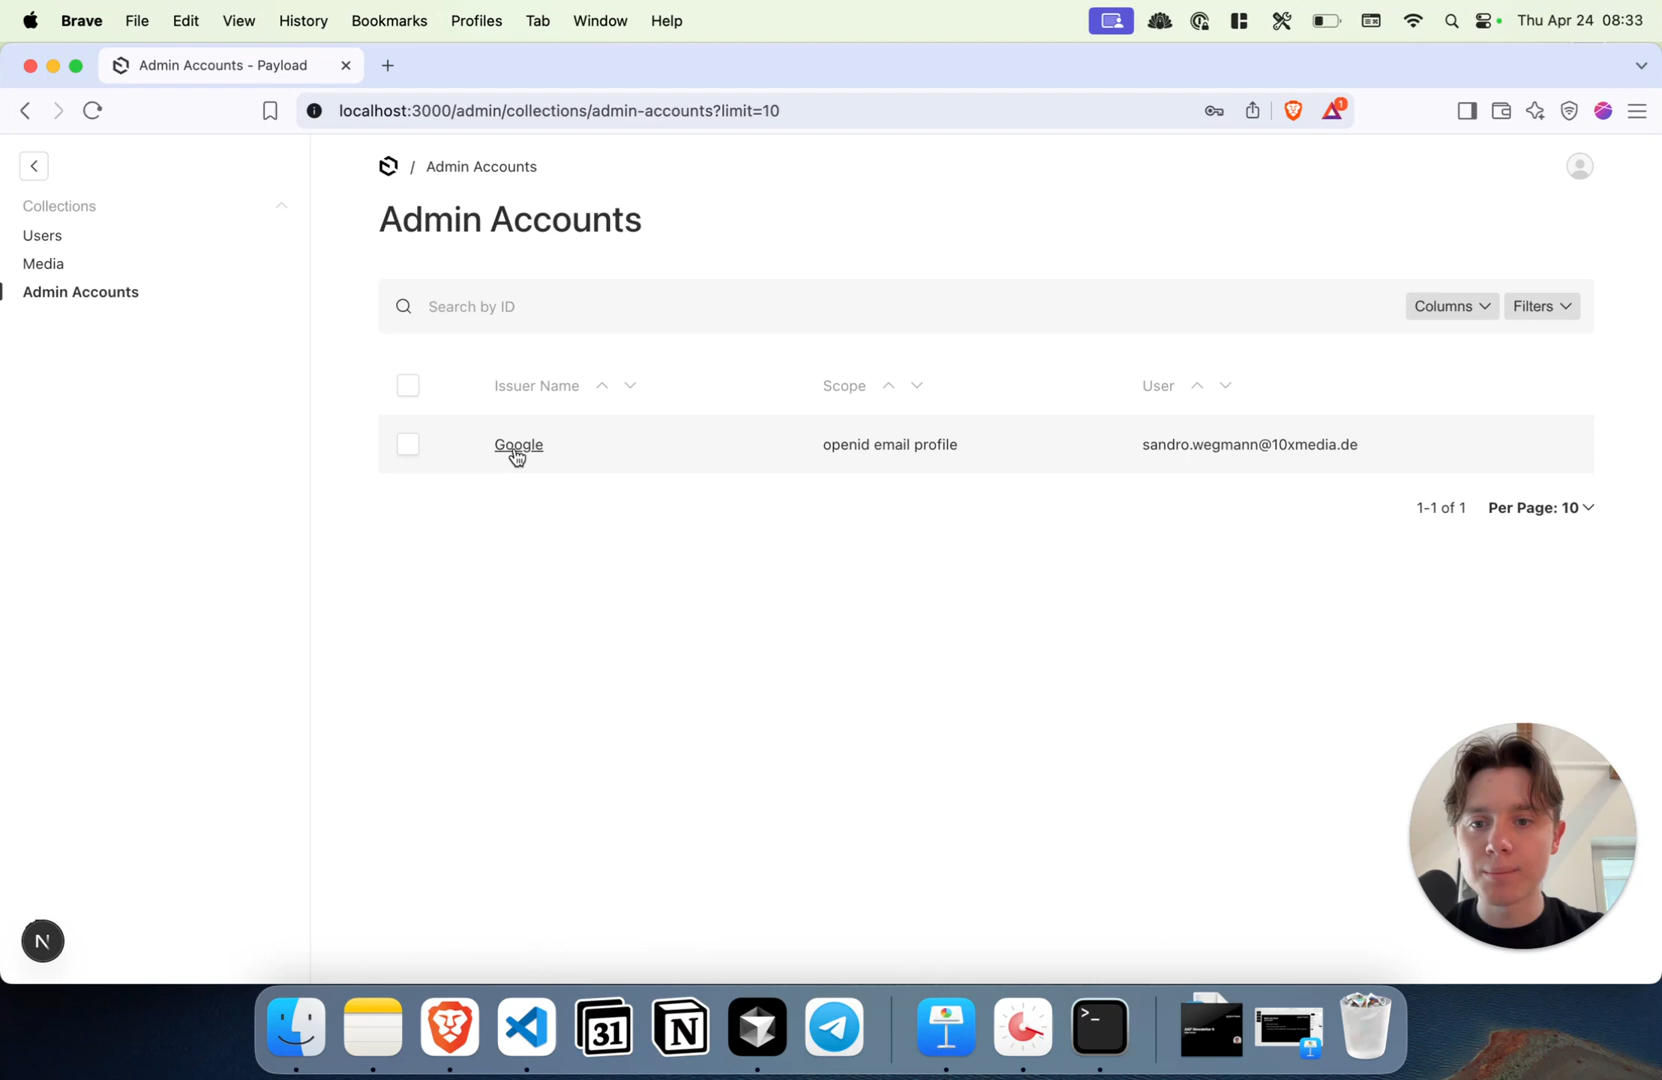 Brave File Edit View History Bookmarks Profiles Tab Window Help Thu Apr 24 08:33
Admin Accounts - Payload
localhost:3000/admin/collections/admin-accounts?limit=10
1
/ Admin Accounts
Collections
Users
Media
Admin Accounts
Admin Accounts
Search by ID
Columns
Filters
Issuer Name Scope User
Google openid email profile sandro.wegmann@10xmedia.de
1-1 of 1 Per Page: 10
N
31
N
>_